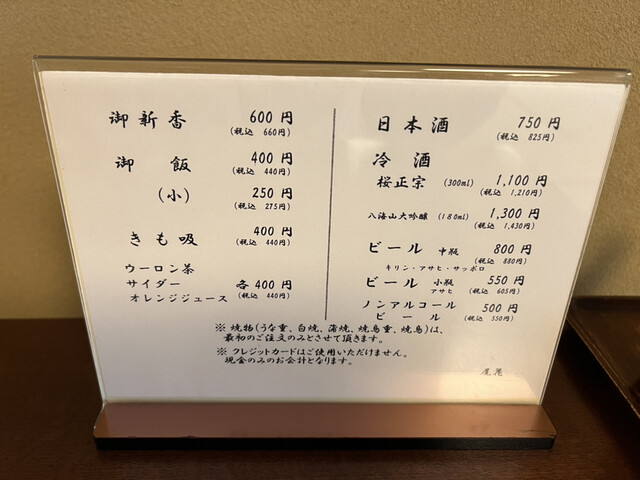 御新香 600円
(税込 660円)
御飯 400円
(税込 440円)
(小) 250円
(税込 275円)
きも吸 400円
(税込 440円)
ウーロン茶
サイダー 各400円
オレンジジュース (税込 440円)
日本酒 750円
(税込 825円)
冷酒
桜正宗 (300ml) 1,100円
(税込 1,210円)
八海山大吟醸 (180ml) 1,300円
(税込 1,430円)
ビール 中瓶 800円
(税込 880円)
キリン・アサヒ・サッポロ
ビール 小瓶 550円
アサヒ (税込 605円)
ノンアルコール 500円
ビール (税込 550円)
※ 焼物(うな重、白焼、蒲焼、焼鳥重、焼鳥)は、
最初のご注文のみとさせて頂きます。
※ クレジットカードはご使用いただけません。
現金のみのお会計となります。
尾花